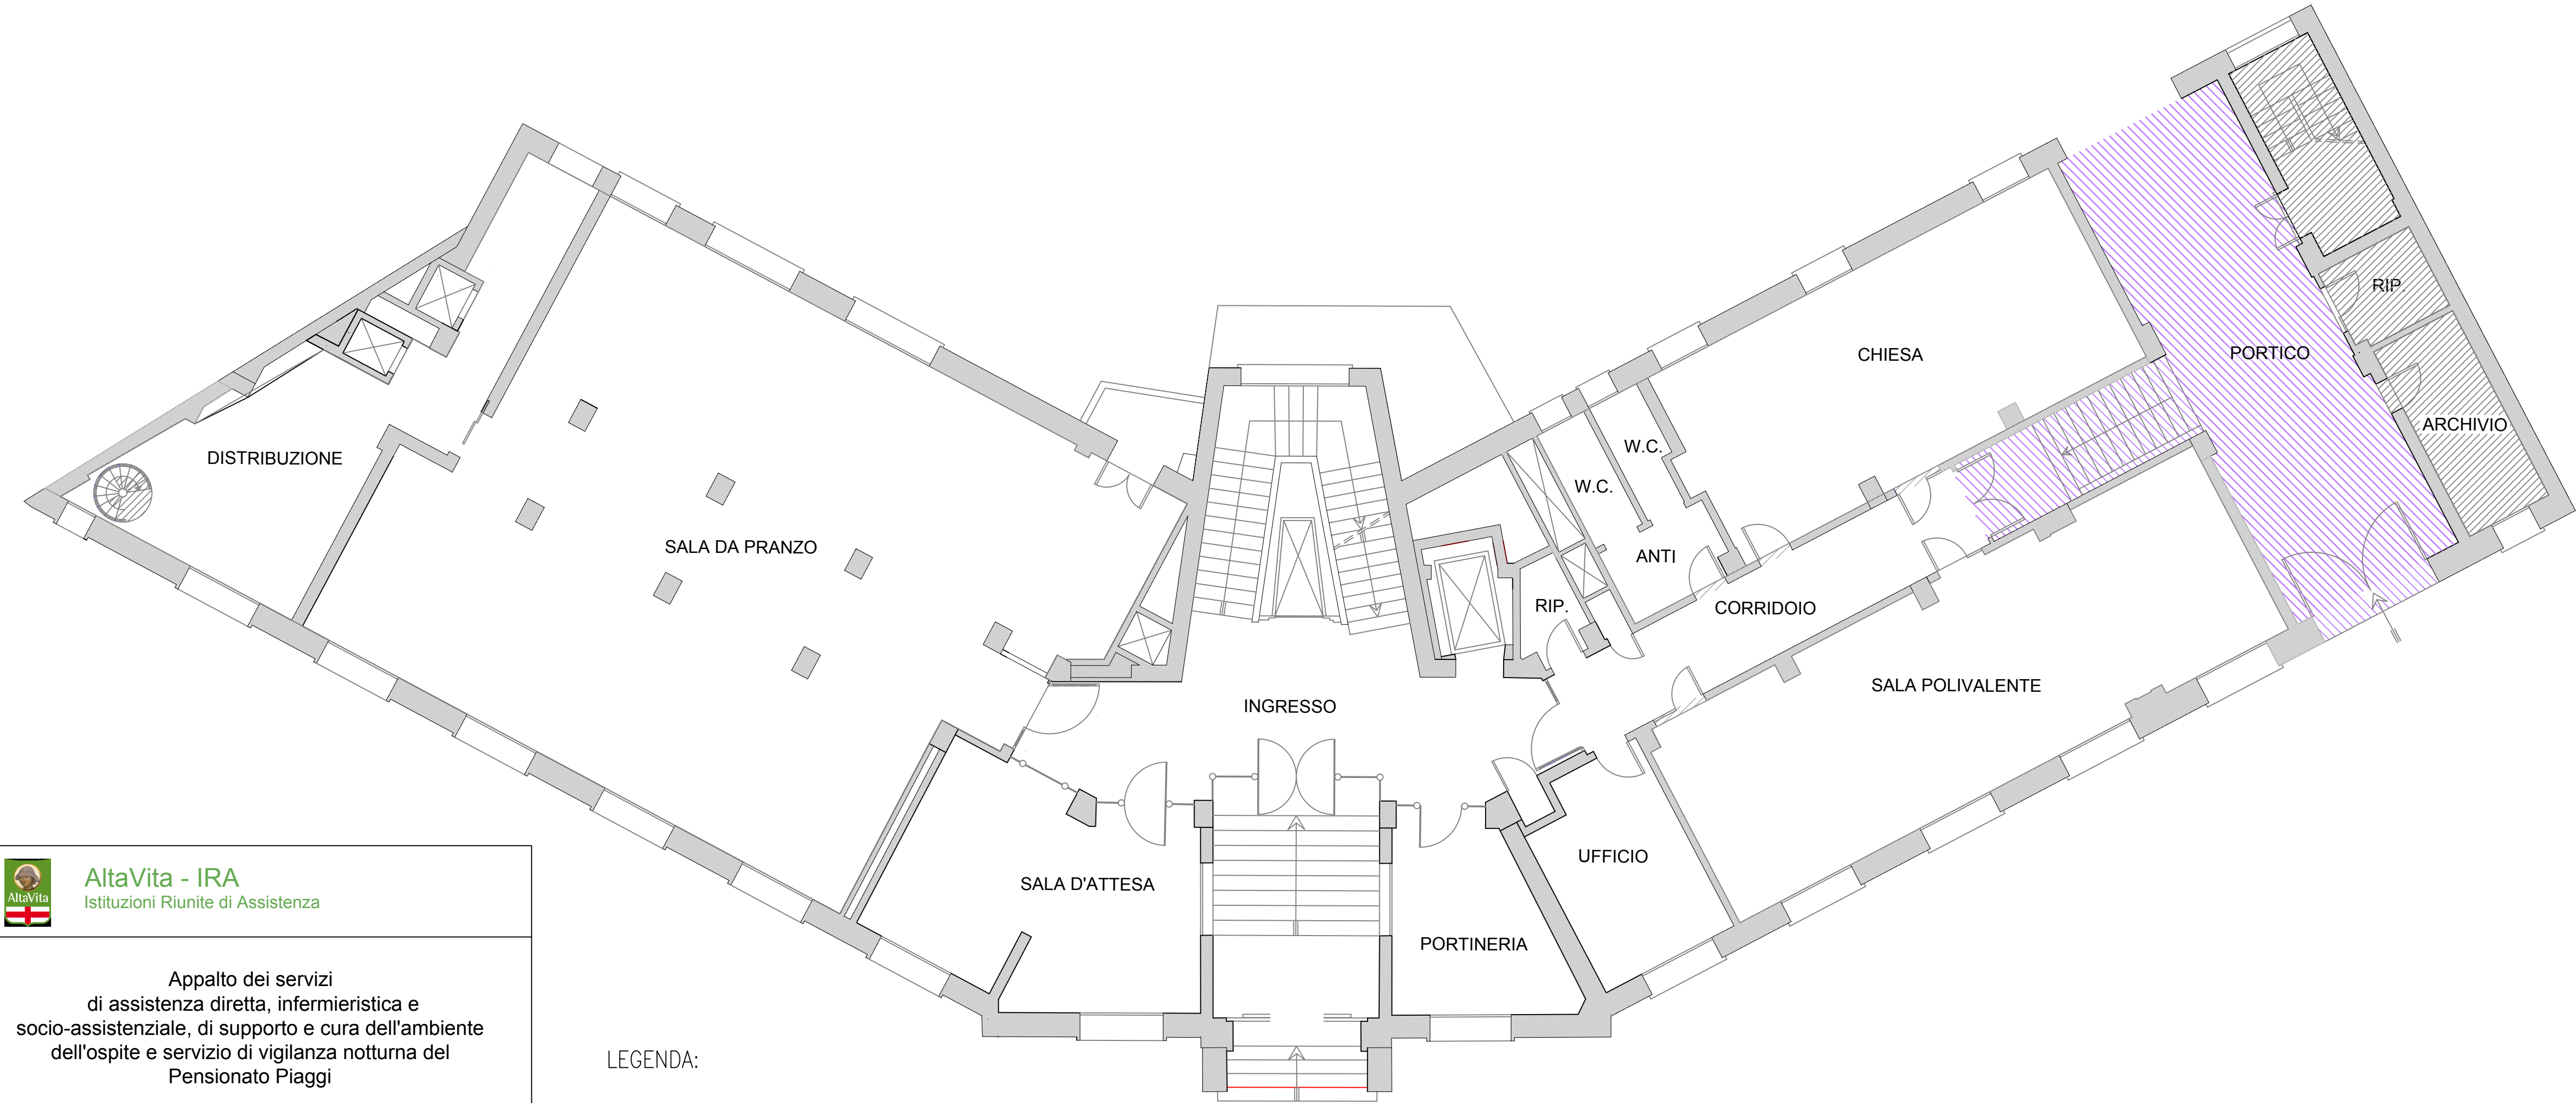 DISTRIBUZIONE
SALA DA PRANZO
W.C.
W.C.
ANTI
RIP.
CORRIDOIO
CHIESA
PORTICO
RIP.
ARCHIVIO
INGRESSO
SALA POLIVALENTE
SALA D'ATTESA
UFFICIO
PORTINERIA
AltaVita
AltaVita - IRA
Istituzioni Riunite di Assistenza
Appalto dei servizi
di assistenza diretta, infermieristica e
socio-assistenziale, di supporto e cura dell'ambiente
dell'ospite e servizio di vigilanza notturna del
Pensionato Piaggi
LEGENDA: